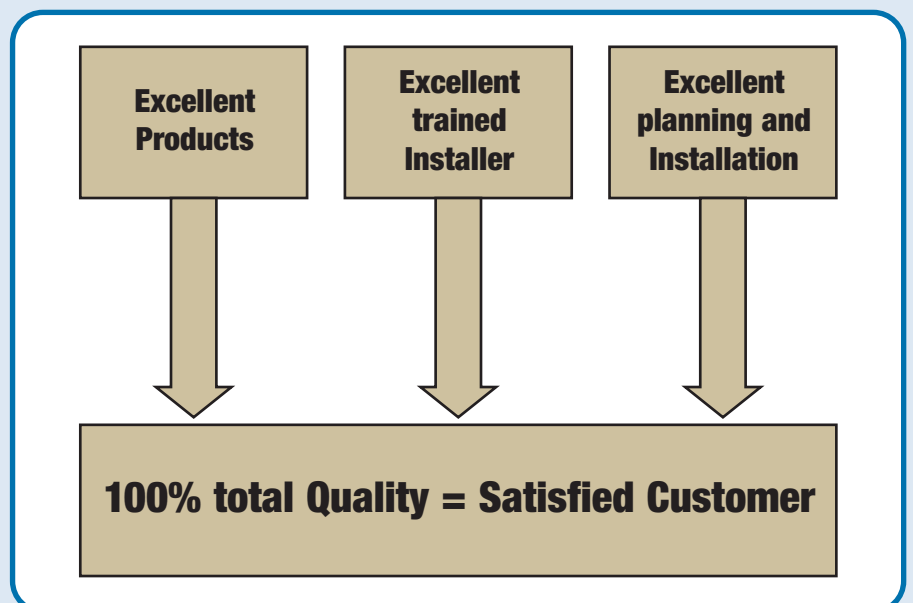 Excellent
Products
Excellent
trained
Installer
Excellent
planning and
Installation
100% total Quality = Satisfied Customer